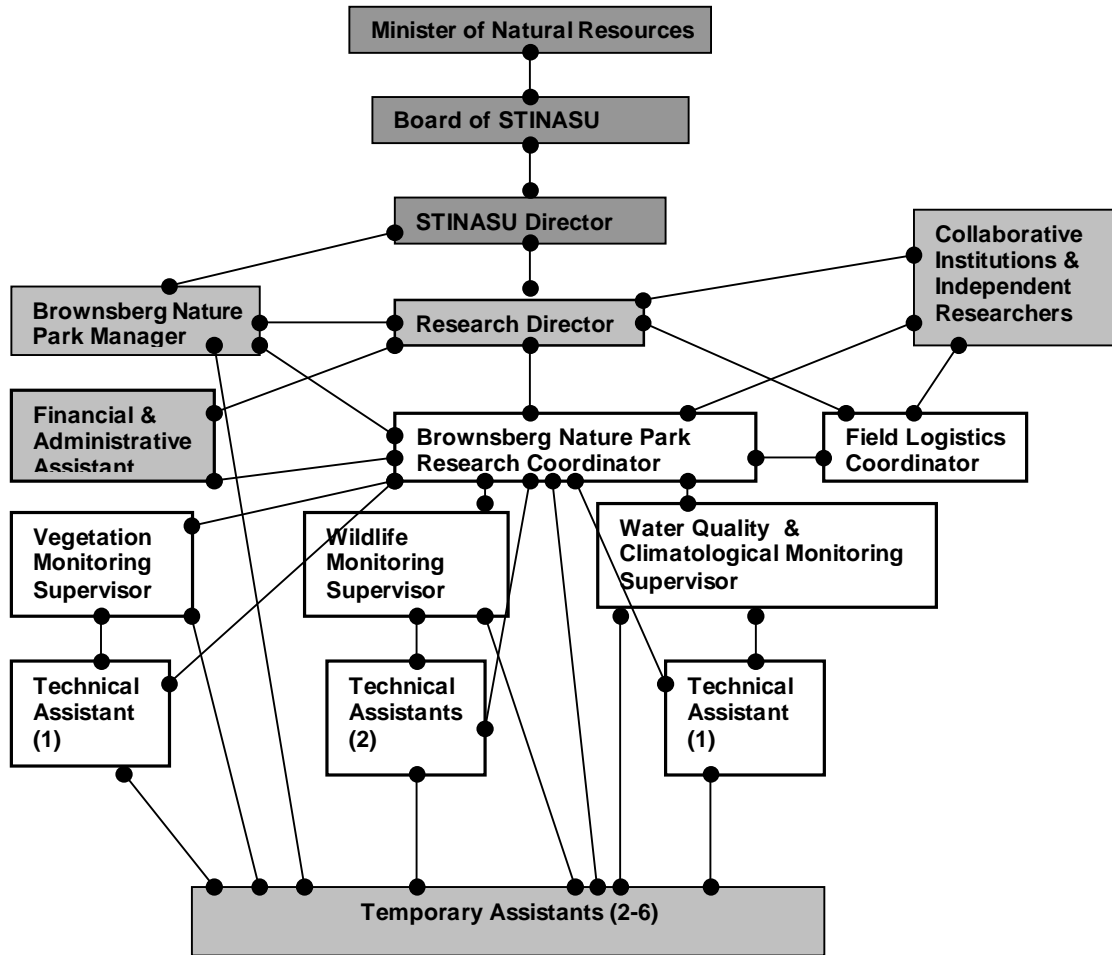 Minister of Natural Resources
Board of STINASU
STINASU Director
Collaborative
Institutions &
Independent
Researchers
Brownsberg Nature
Park Manager
Research Director
Financial &
Administrative
Assistant
Brownsberg Nature Park
Research Coordinator
Field Logistics
Coordinator
Vegetation
Monitoring
Supervisor
Wildlife
Monitoring
Supervisor
Water Quality &
Climatological Monitoring
Supervisor
Technical
Assistant
(1)
Technical
Assistants
(2)
Technical
Assistant
(1)
Temporary Assistants (2-6)